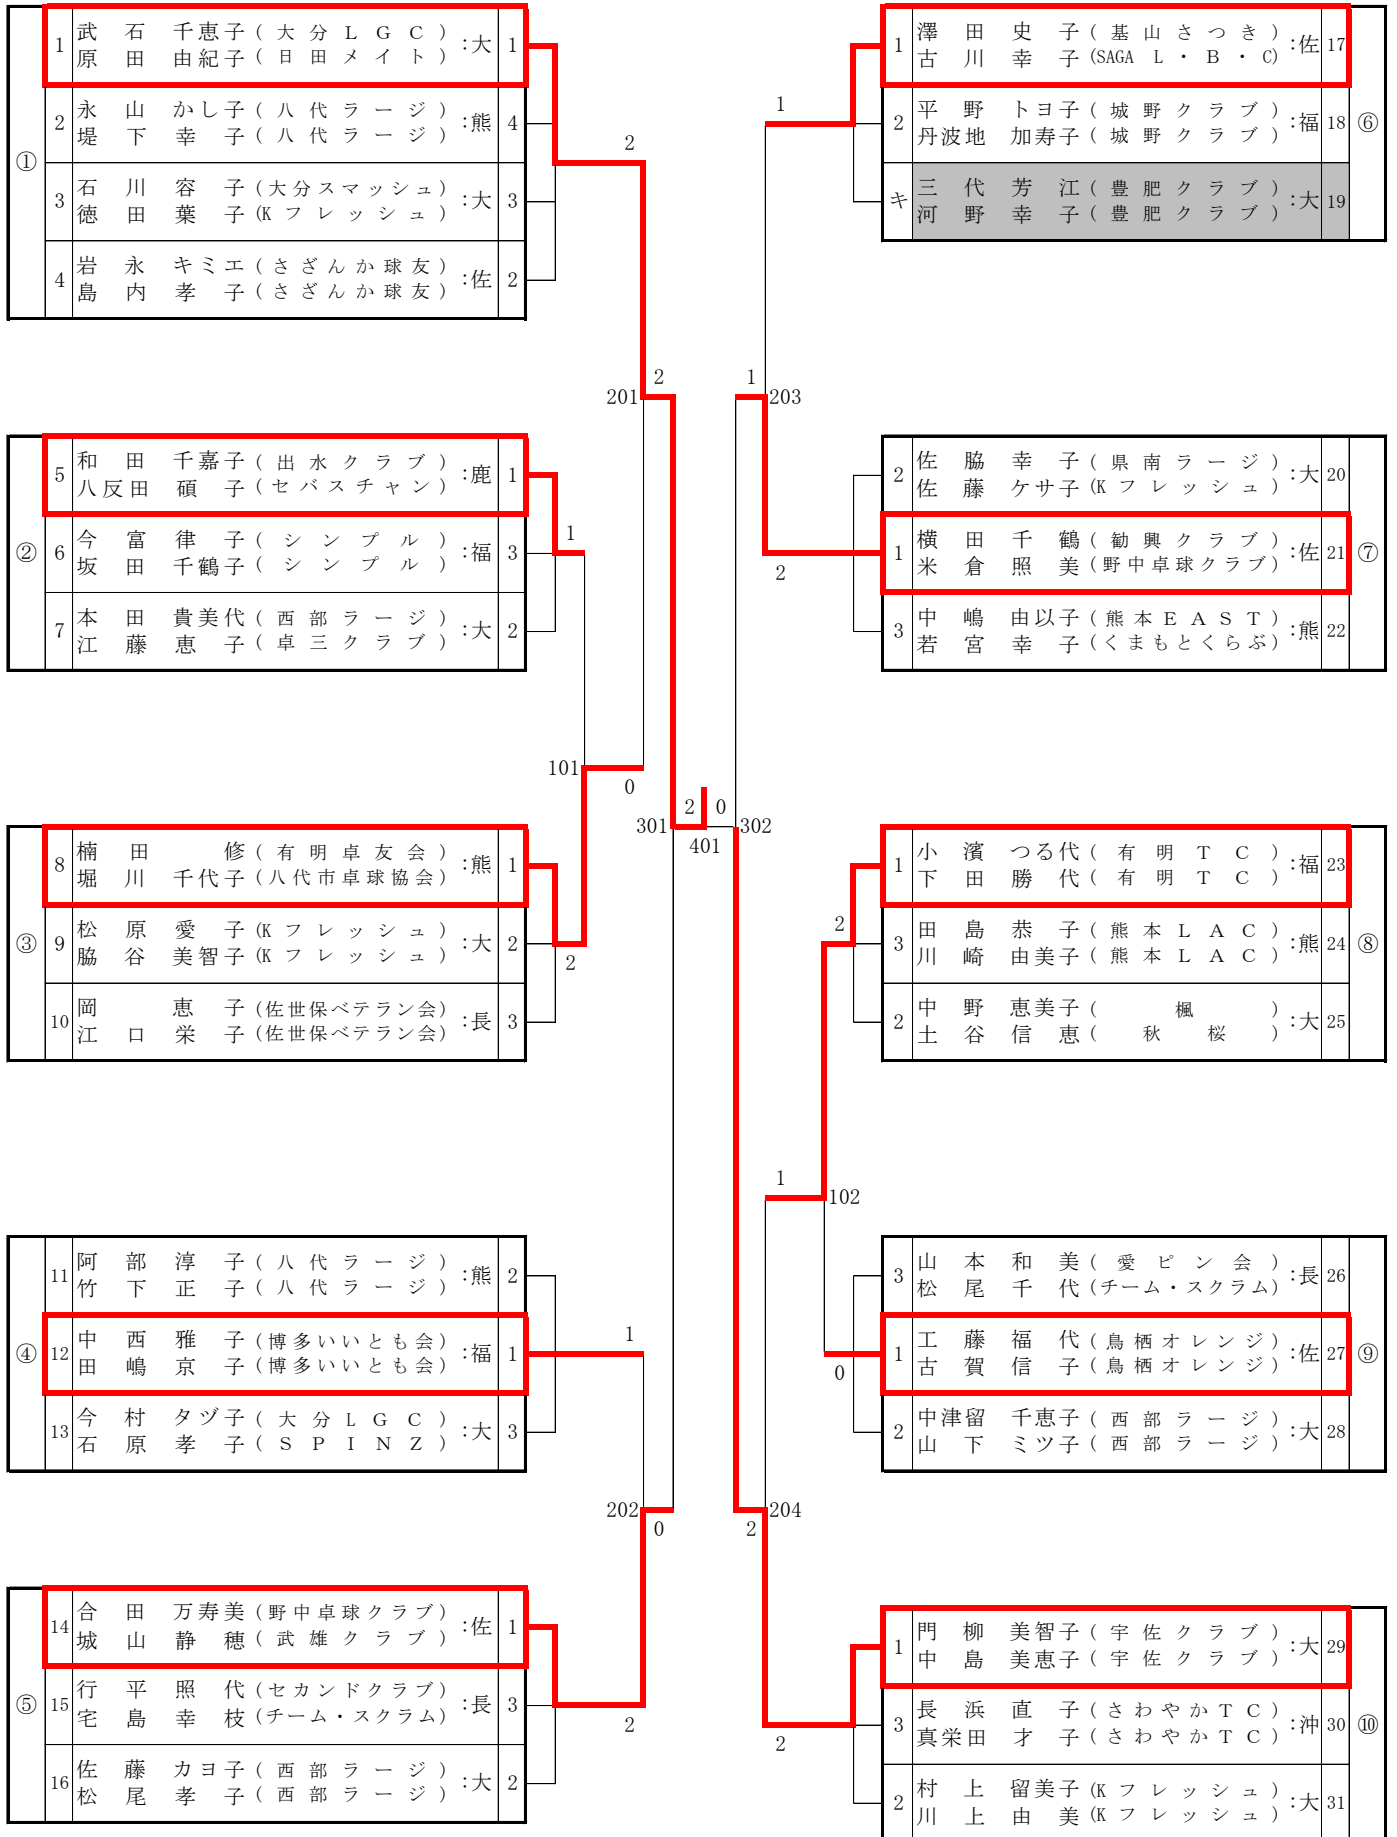 ①
1 武石 千恵子 (大分LGC) :大 1
原田 由紀子 (日田メイト)
2 永山 かし子 (八代ラージ) :熊 4
堤下 幸子 (八代ラージ)
3 石川 容子 (大分スマッシュ) :大 3
徳田 葉子 (Kフレッシュ)
4 岩永 キミエ (さざんか球友) :佐 2
島内 孝子 (さざんか球友)
2
201
2
②
5 和田 千嘉子 (出水クラブ) :鹿 1
八反田 碩子 (セバスチャン)
6 今富 律子 (シンプル) :福 3
坂田 千鶴子 (シンプル)
7 本田 貴美代 (西部ラージ) :大 2
江藤 恵子 (卓三クラブ)
1
101
0
③
8 楠田 修 (有明卓友会) :熊 1
堀川 千代子 (八代市卓球協会)
9 松原 愛子 (Kフレッシュ) :大 2
脇谷 美智子 (Kフレッシュ)
10 岡 恵子 (佐世保ベテラン会) :長 3
江口 栄子 (佐世保ベテラン会)
2
301
2 0
401
302
④
11 阿部 淳子 (八代ラージ) :熊 2
竹下 正子 (八代ラージ)
12 中西 雅子 (博多いいとも会) :福 1
田嶋 京子 (博多いいとも会)
13 今村 タヅ子 (大分LGC) :大 3
石原 孝子 (SPINZ)
1
202
0
⑤
14 合田 万寿美 (野中卓球クラブ) :佐 1
城山 静穂 (武雄クラブ)
15 行平 照代 (セカンドクラブ) :長 3
宅島 幸枝 (チーム・スクラム)
16 佐藤 カヨ子 (西部ラージ) :大 2
松尾 孝子 (西部ラージ)
2
1 澤田 史子 (基山さつき) :佐 17
古川 幸子 (SAGA L・B・C)
2 平野 トヨ子 (城野クラブ) :福 18
丹波地 加寿子 (城野クラブ)
キ 三代 芳江 (豊肥クラブ) :大 19
河野 幸子 (豊肥クラブ)
⑥
1
1
203
2 佐脇 幸子 (県南ラージ) :大 20
佐藤 ケサ子 (Kフレッシュ)
1 横田 千鶴 (勧興クラブ) :佐 21
米倉 照美 (野中卓球クラブ)
3 中嶋 由以子 (熊本EAST) :熊 22
若宮 幸子 (くまもとくらぶ)
⑦
2
1 小濱 つる代 (有明TC) :福 23
下田 勝代 (有明TC)
3 田島 恭子 (熊本LAC) :熊 24
川崎 由美子 (熊本LAC)
2 中野 恵美子 (楓) :大 25
土谷 信恵 (秋桜)
⑧
2
1
102
3 山本 和美 (愛ピン会) :長 26
松尾 千代 (チーム・スクラム)
1 工藤 福代 (鳥栖オレンジ) :佐 27
古賀 信子 (鳥栖オレンジ)
2 中津留 千恵子 (西部ラージ) :大 28
山下 ミツ子 (西部ラージ)
⑨
0
204
2
1 門柳 美智子 (宇佐クラブ) :大 29
中島 美恵子 (宇佐クラブ)
3 長浜 直子 (さわやかTC) :沖 30
真栄田 才子 (さわやかTC)
2 村上 留美子 (Kフレッシュ) :大 31
川上 由美 (Kフレッシュ)
⑩
2